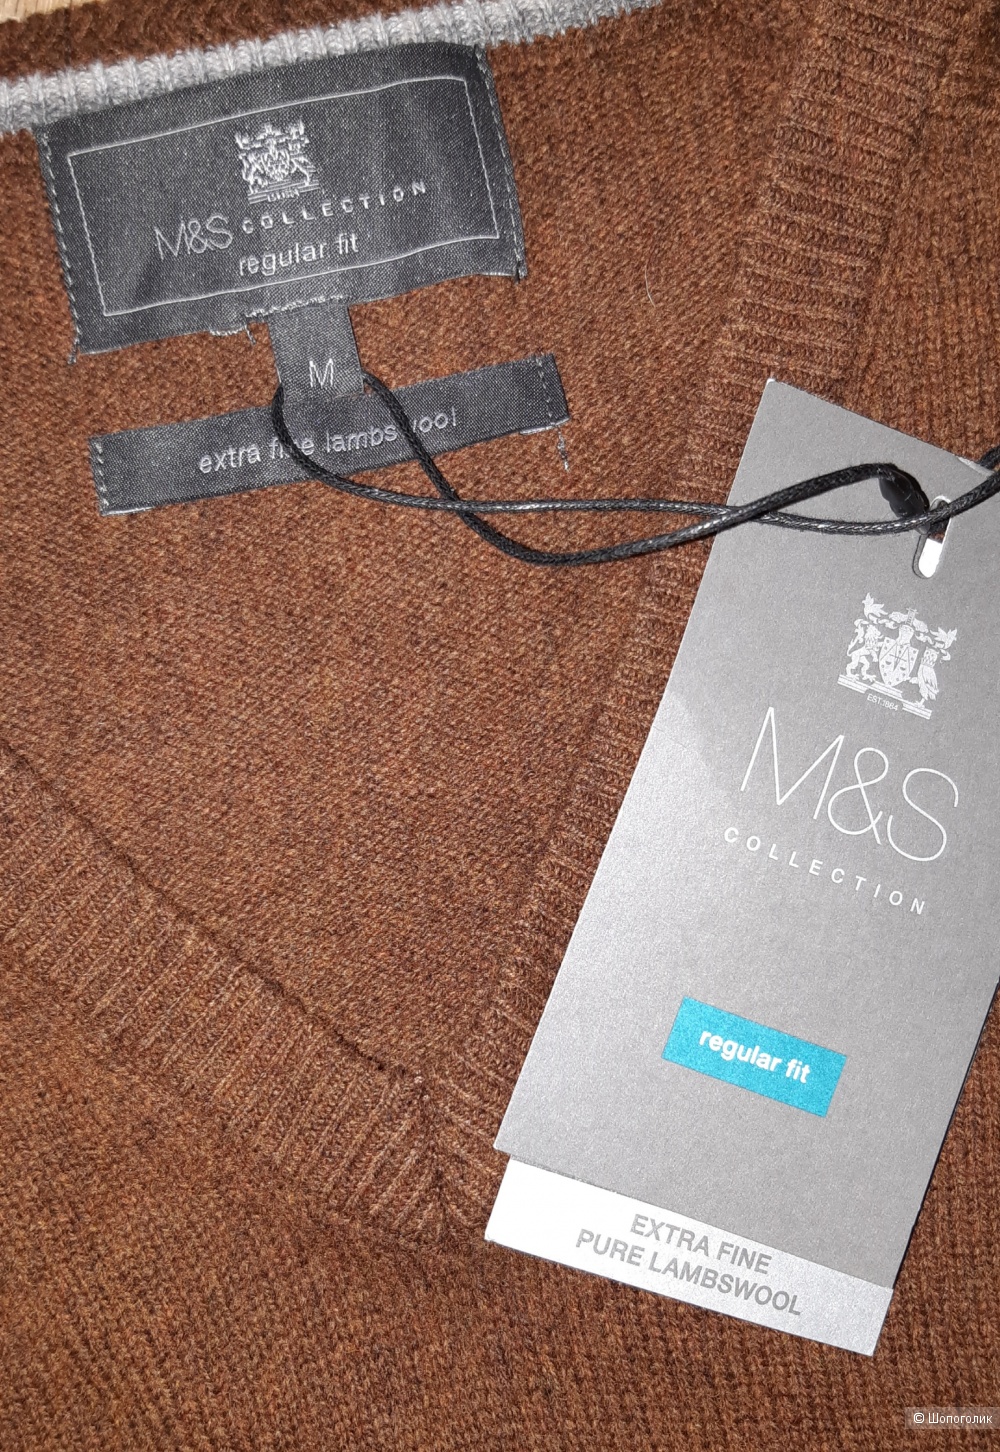 M&S COLLECTION
regular fit
M
extra fine lambswool
EST.1884
M&S
COLLECTION
regular fit
EXTRA FINE
PURE LAMBSWOOL
© Шопоголик